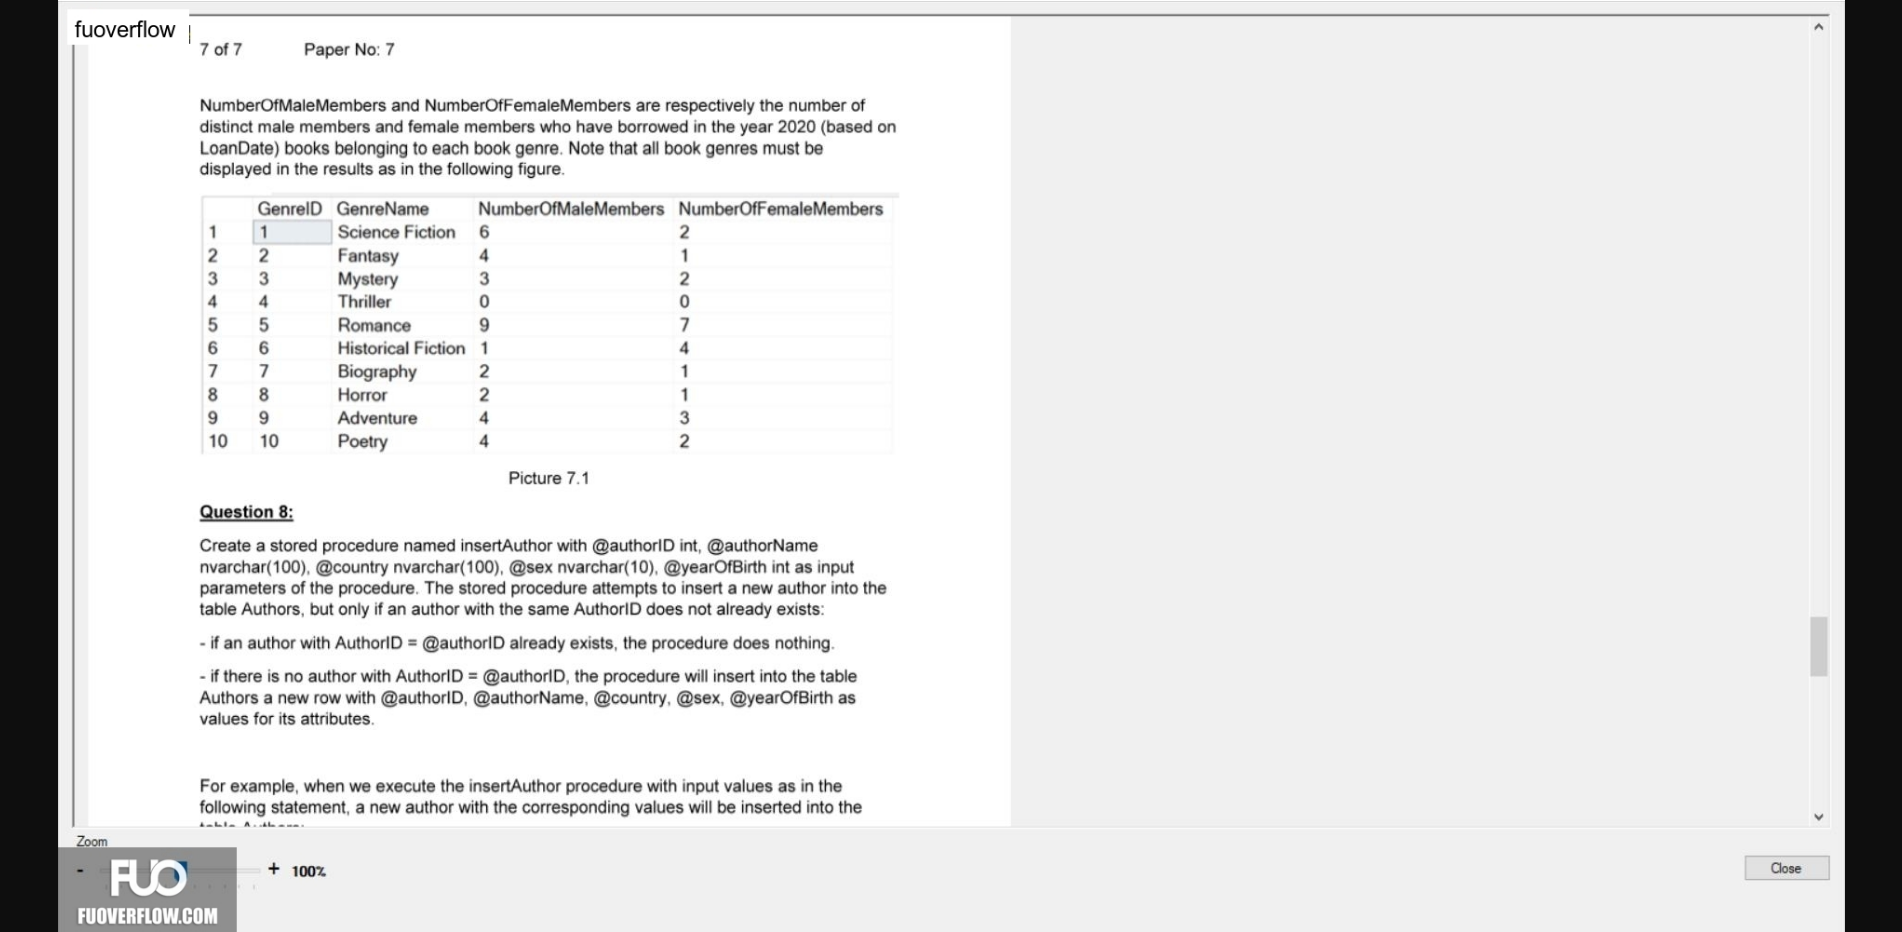 fuoverflow
7 of 7 Paper No: 7
NumberOfMaleMembers and NumberOfFemaleMembers are respectively the number of
distinct male members and female members who have borrowed in the year 2020 (based on
LoanDate) books belonging to each book genre. Note that all book genres must be
displayed in the results as in the following figure.
GenreID GenreName NumberOfMaleMembers NumberOfFemaleMembers
1 1 Science Fiction 6 2
2 2 Fantasy 4 1
3 3 Mystery 3 2
4 4 Thriller 0 0
5 5 Romance 9 7
6 6 Historical Fiction 1 4
7 7 Biography 2 1
8 8 Horror 2 1
9 9 Adventure 4 3
10 10 Poetry 4 2
Picture 7.1
Question 8:
Create a stored procedure named insertAuthor with @authorID int, @authorName
nvarchar(100), @country nvarchar(100), @sex nvarchar(10), @yearOfBirth int as input
parameters of the procedure. The stored procedure attempts to insert a new author into the
table Authors, but only if an author with the same AuthorID does not already exists:
- if an author with AuthorID = @authorID already exists, the procedure does nothing.
- if there is no author with AuthorID = @authorID, the procedure will insert into the table
Authors a new row with @authorID, @authorName, @country, @sex, @yearOfBirth as
values for its attributes.
For example, when we execute the insertAuthor procedure with input values as in the
following statement, a new author with the corresponding values will be inserted into the
Zoom
- + 100%
Close
FUO
FUOVERFLOW.COM